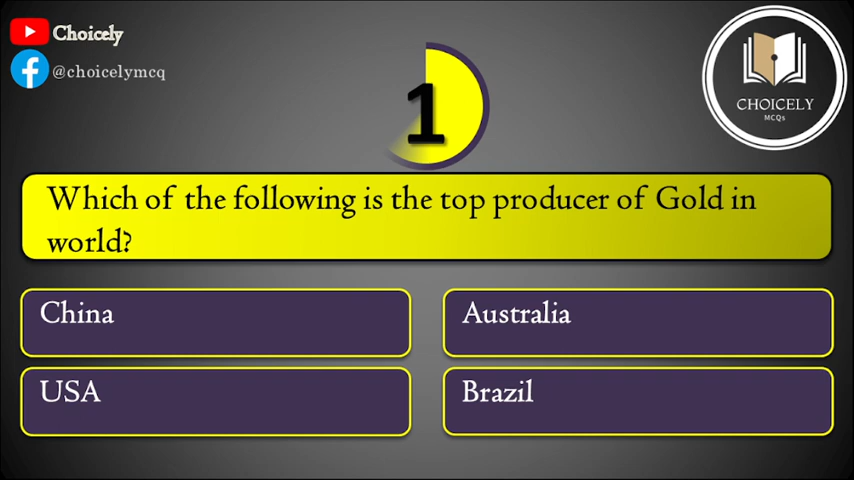 Choicely
@choicelymcq
1
CHOICELY
MCQs
Which of the following is the top producer of Gold in
world?
China
Australia
USA
Brazil